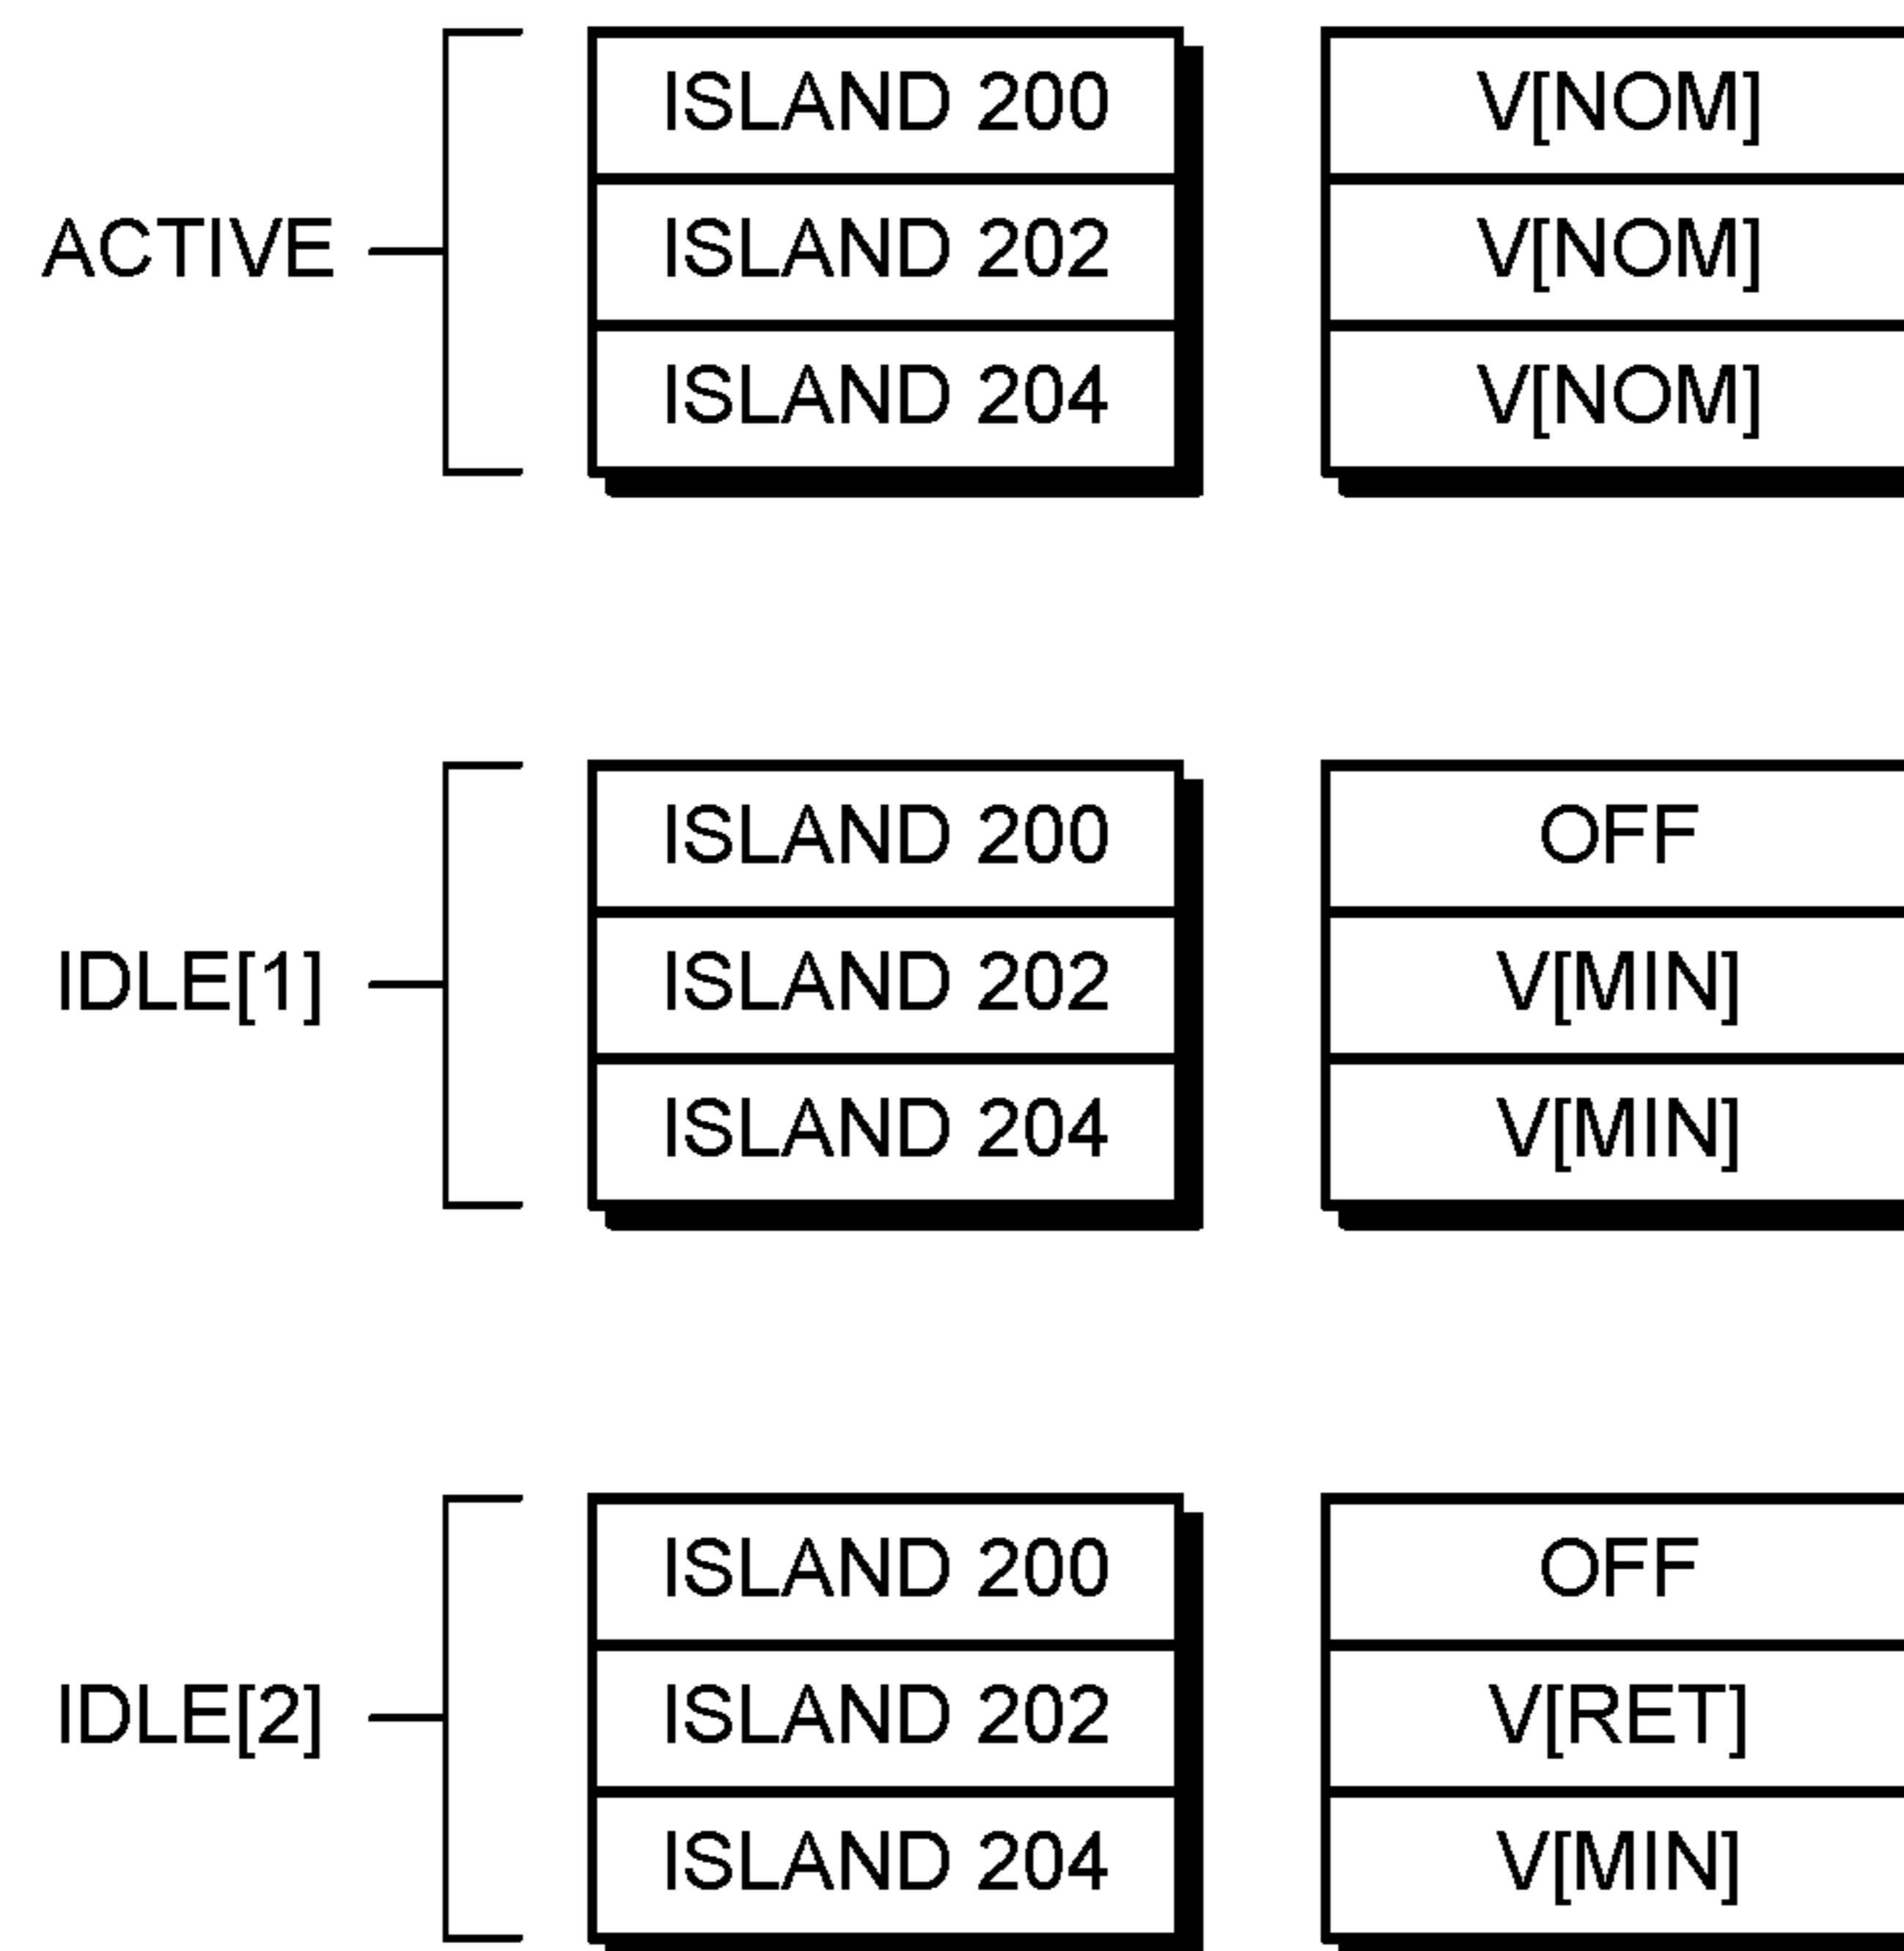 ISLAND 200 V[NOM]
ACTIVE ISLAND 202 V[NOM]
ISLAND 204 V[NOM]
ISLAND 200 OFF
IDLE[1] ISLAND 202 V[MIN]
ISLAND 204 V[MIN]
ISLAND 200 OFF
IDLE[2] ISLAND 202 V[RET]
ISLAND 204 V[MIN]